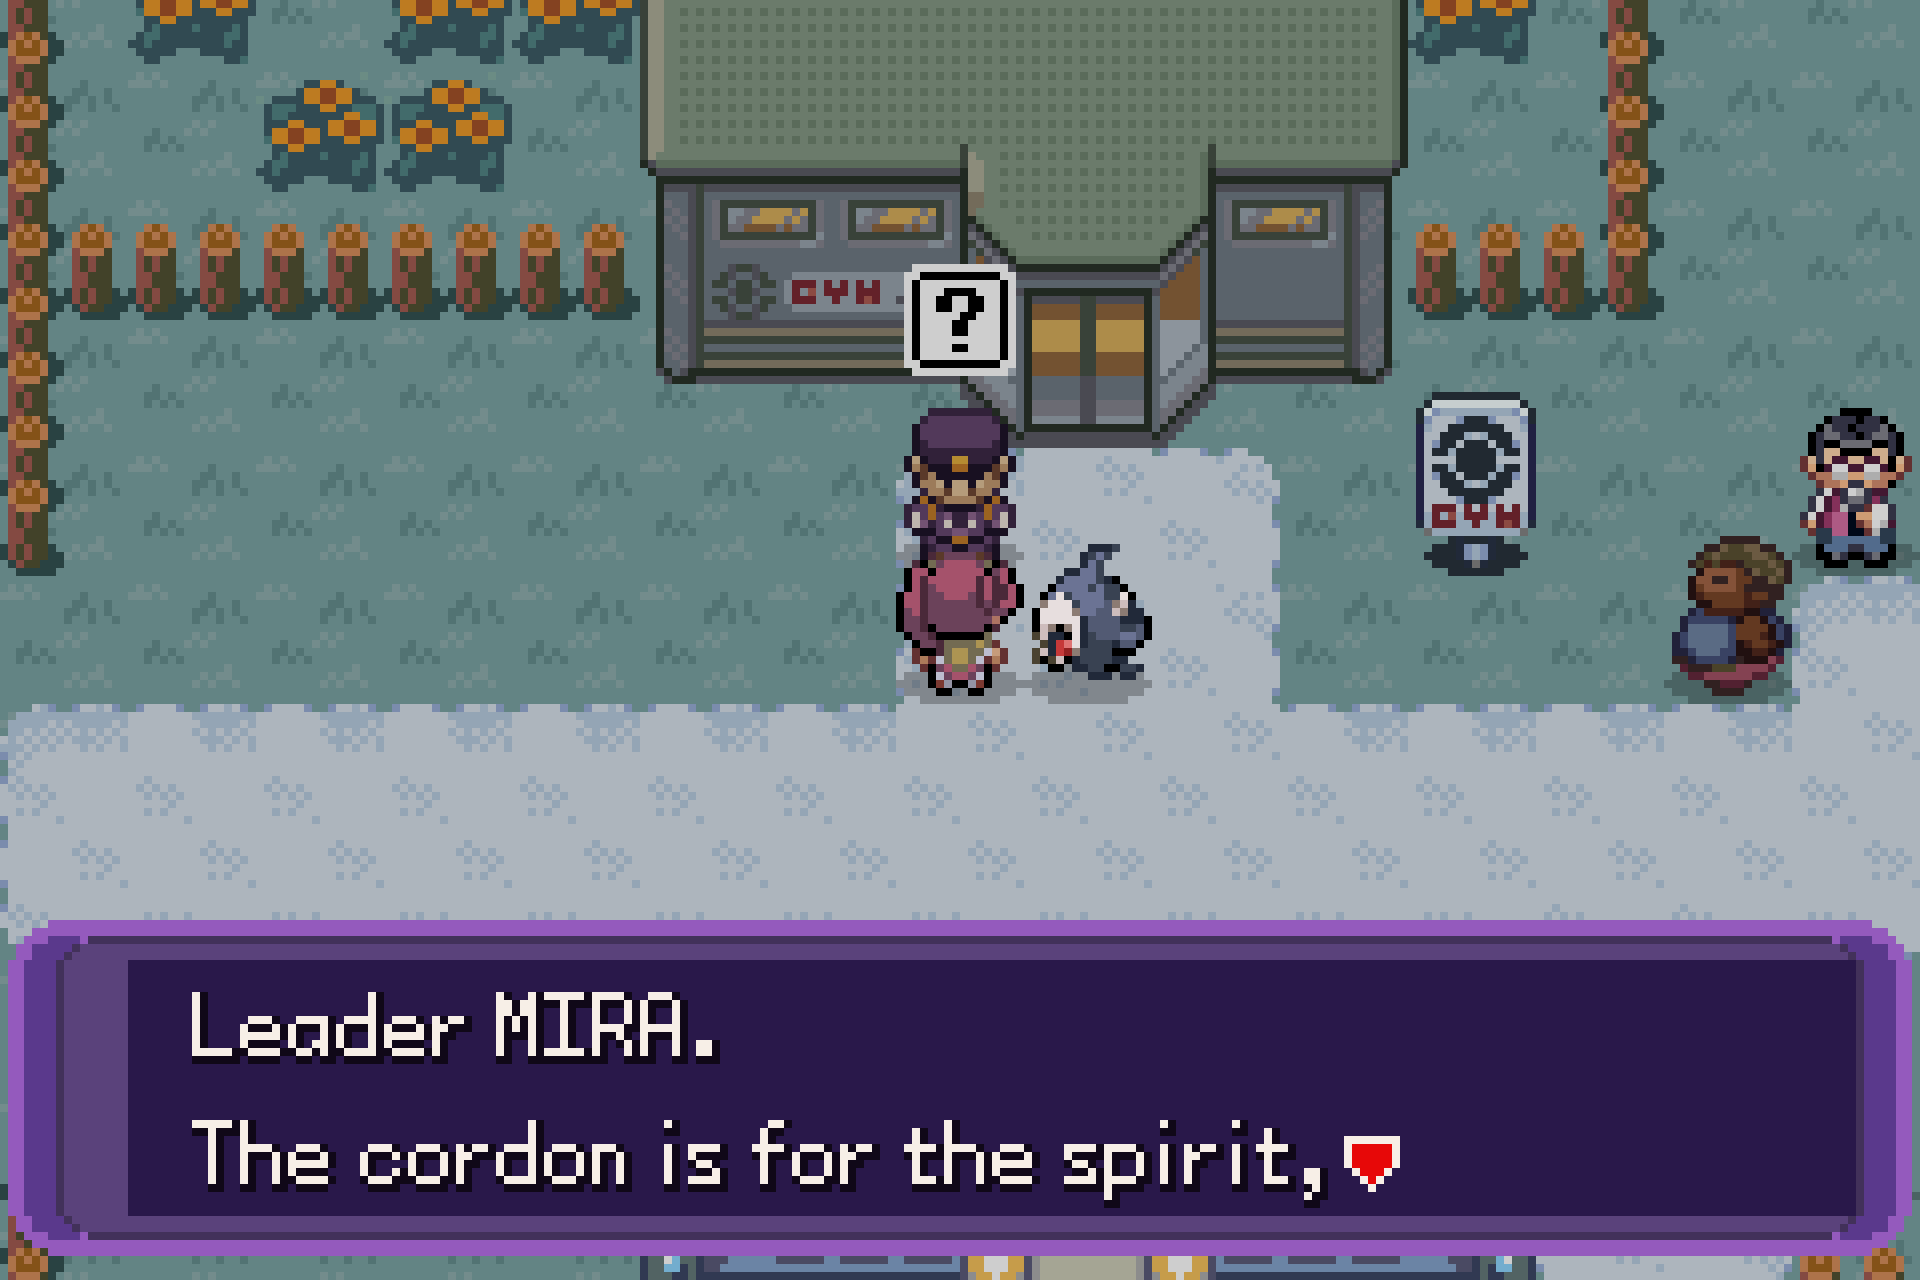 GYM
?
GYM
Leader MIRA.
The cordon is for the spirit,